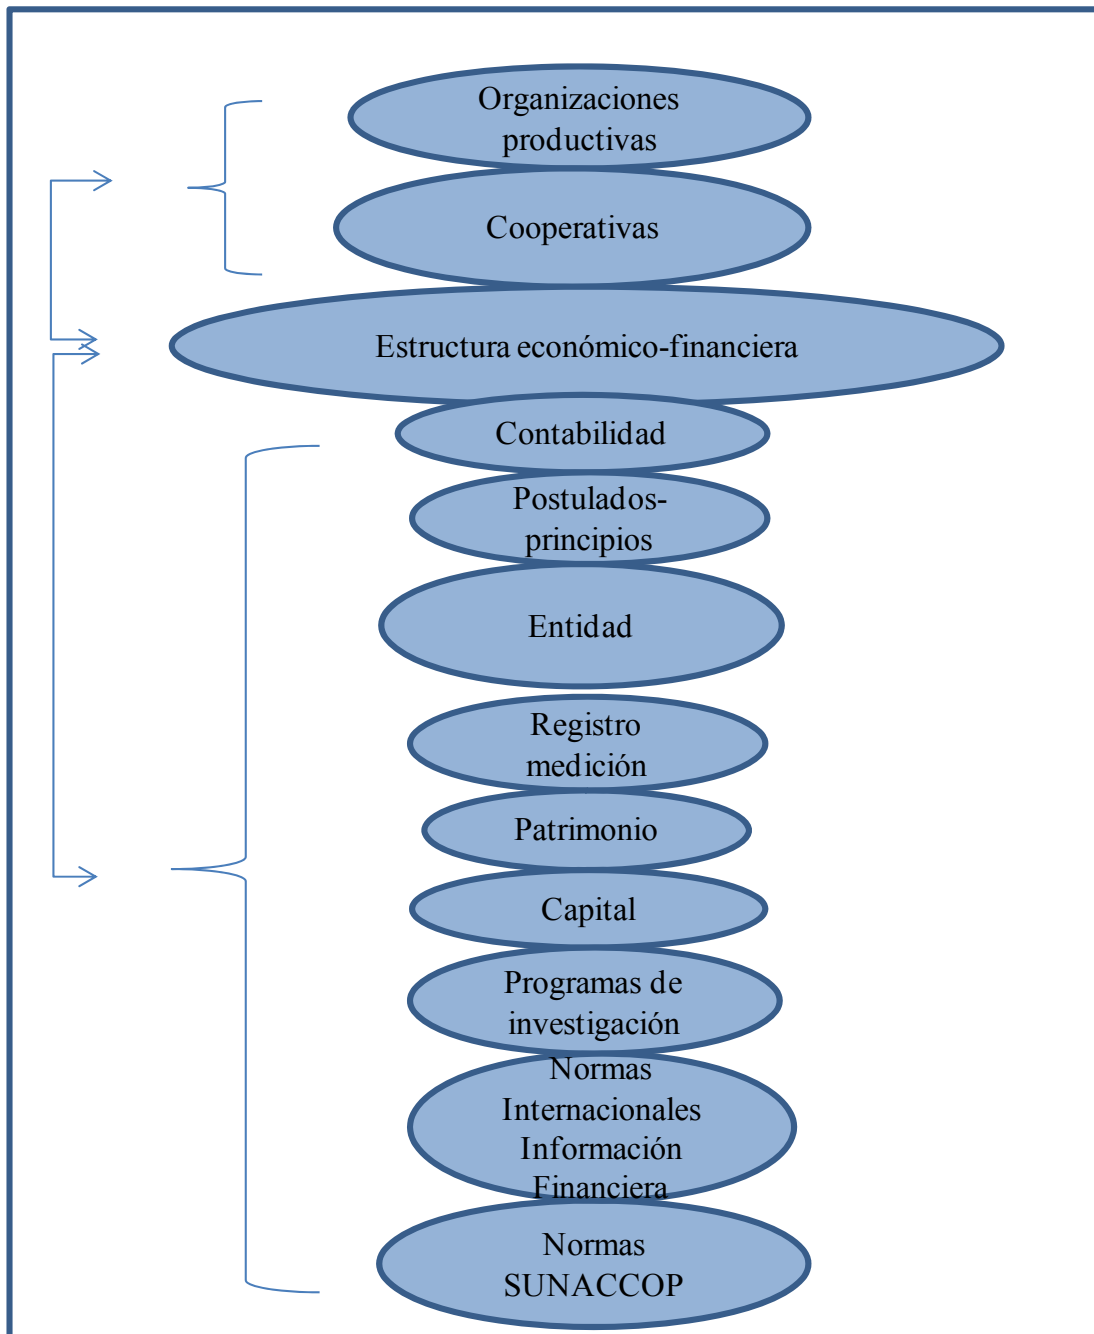 Organizaciones
productivas
Cooperativas
Estructura económico-financiera
Contabilidad
Postulados-
principios
Entidad
Registro
medición
Patrimonio
Capital
Programas de
investigación
Normas
Internacionales
Información
Financiera
Normas
SUNACCOP